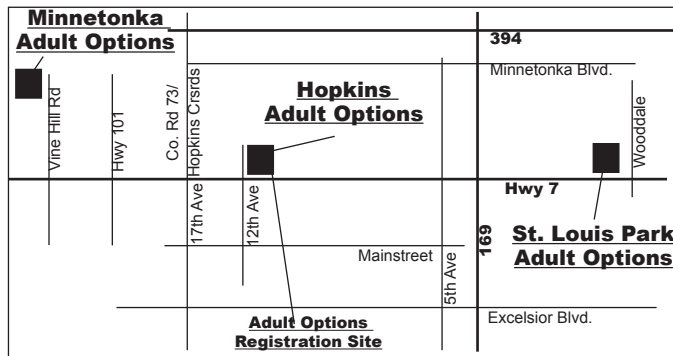 Minnetonka
Adult Options
394
Minnetonka Blvd.
Vine Hill Rd
Hwy 101
Co. Rd 73/
Hopkins Crsrds
17th Ave
12th Ave
Hopkins
Adult Options
Wooddale
Hwy 7
169
St. Louis Park
Adult Options
Mainstreet
5th Ave
Excelsior Blvd.
Adult Options
Registration Site